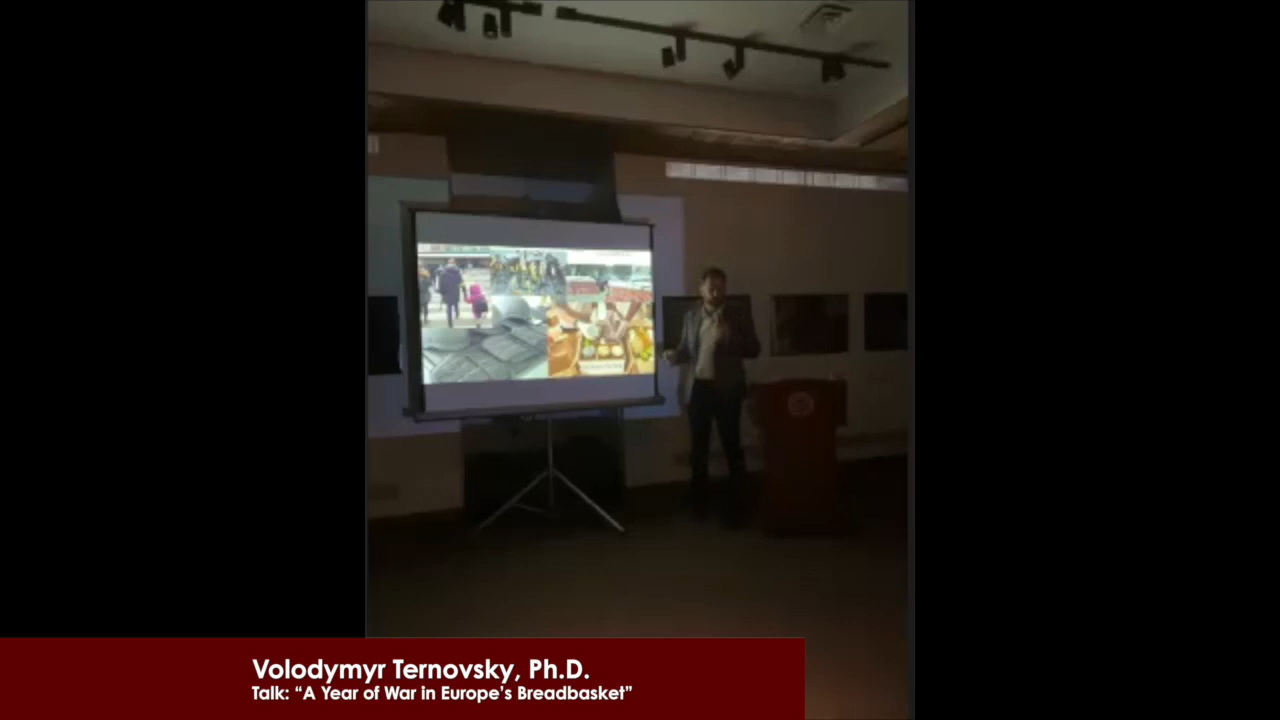 Volodymyr Ternovsky, Ph.D.
Talk: “A Year of War in Europe’s Breadbasket”